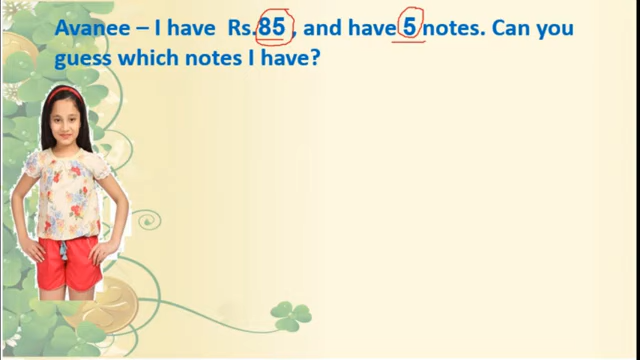 Avanee – I have Rs.85 , and have 5 notes. Can you
guess which notes I have?